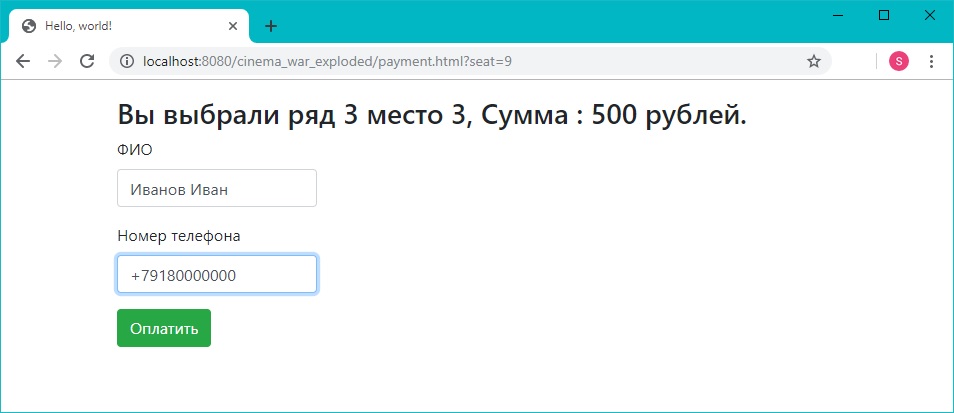 Hello, world!
localhost:8080/cinema_war_exploded/payment.html?seat=9
S
Вы выбрали ряд 3 место 3, Сумма : 500 рублей.
ФИО
Иванов Иван
Номер телефона
+79180000000
Оплатить